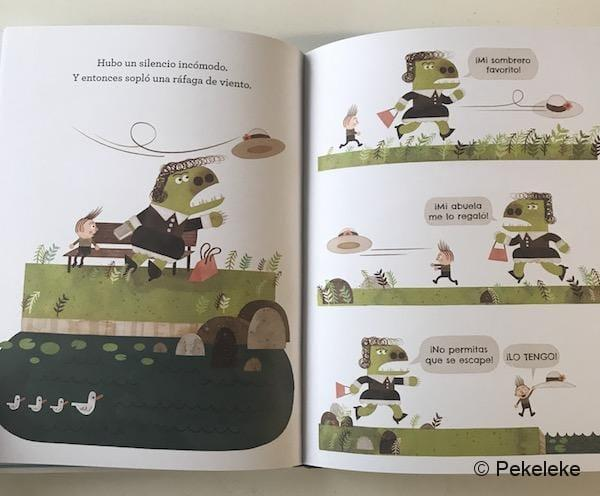 Hubo un silencio incómodo.
Y entonces sopló una ráfaga de viento.
¡Mi sombrero
favorito!
¡Mi abuela
me lo regaló!
¡No permitas
que se escape!
¡LO TENGO!
© Pekeleke